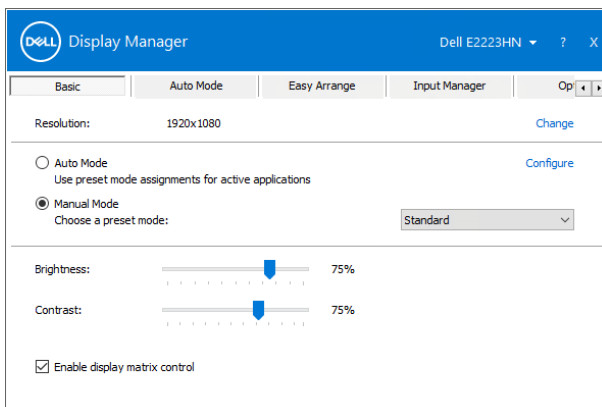 DELL Display Manager Dell E2223HN ? X
Basic Auto Mode Easy Arrange Input Manager Op
Resolution: 1920x1080 Change
Auto Mode Configure
Use preset mode assignments for active applications
Manual Mode
Choose a preset mode: Standard
Brightness: 75%
Contrast: 75%
Enable display matrix control